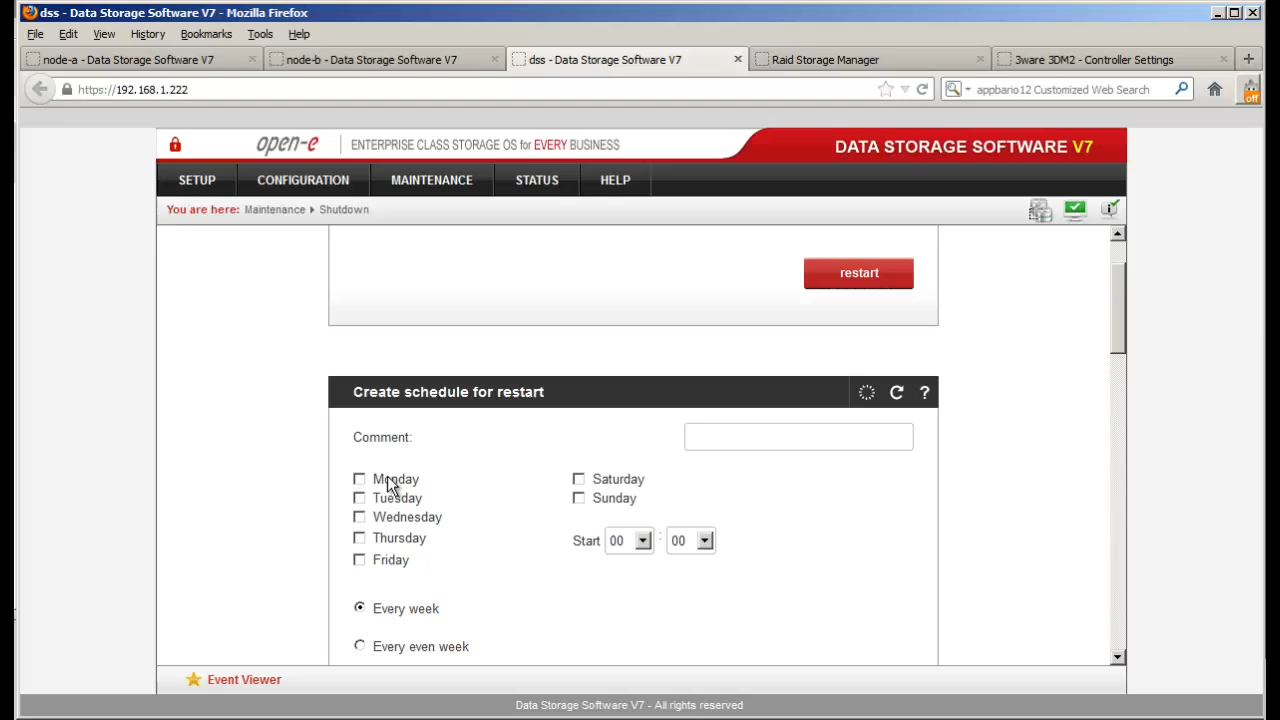 dss - Data Storage Software V7 - Mozilla Firefox
File Edit View History Bookmarks Tools Help
node-a - Data Storage Software V7 node-b - Data Storage Software V7 dss - Data Storage Software V7 Raid Storage Manager 3ware 3DM2 - Controller Settings
https://192.168.1.222 appbario12 Customized Web Search
off
open-e ENTERPRISE CLASS STORAGE OS for EVERY BUSINESS DATA STORAGE SOFTWARE V7
SETUP CONFIGURATION MAINTENANCE STATUS HELP
You are here: Maintenance Shutdown
restart
Create schedule for restart ?
Comment:
Monday Saturday
Tuesday Sunday
Wednesday
Start 00 : 00
Thursday
Friday
Every week
Every even week
Event Viewer
Data Storage Software V7 - All rights reserved